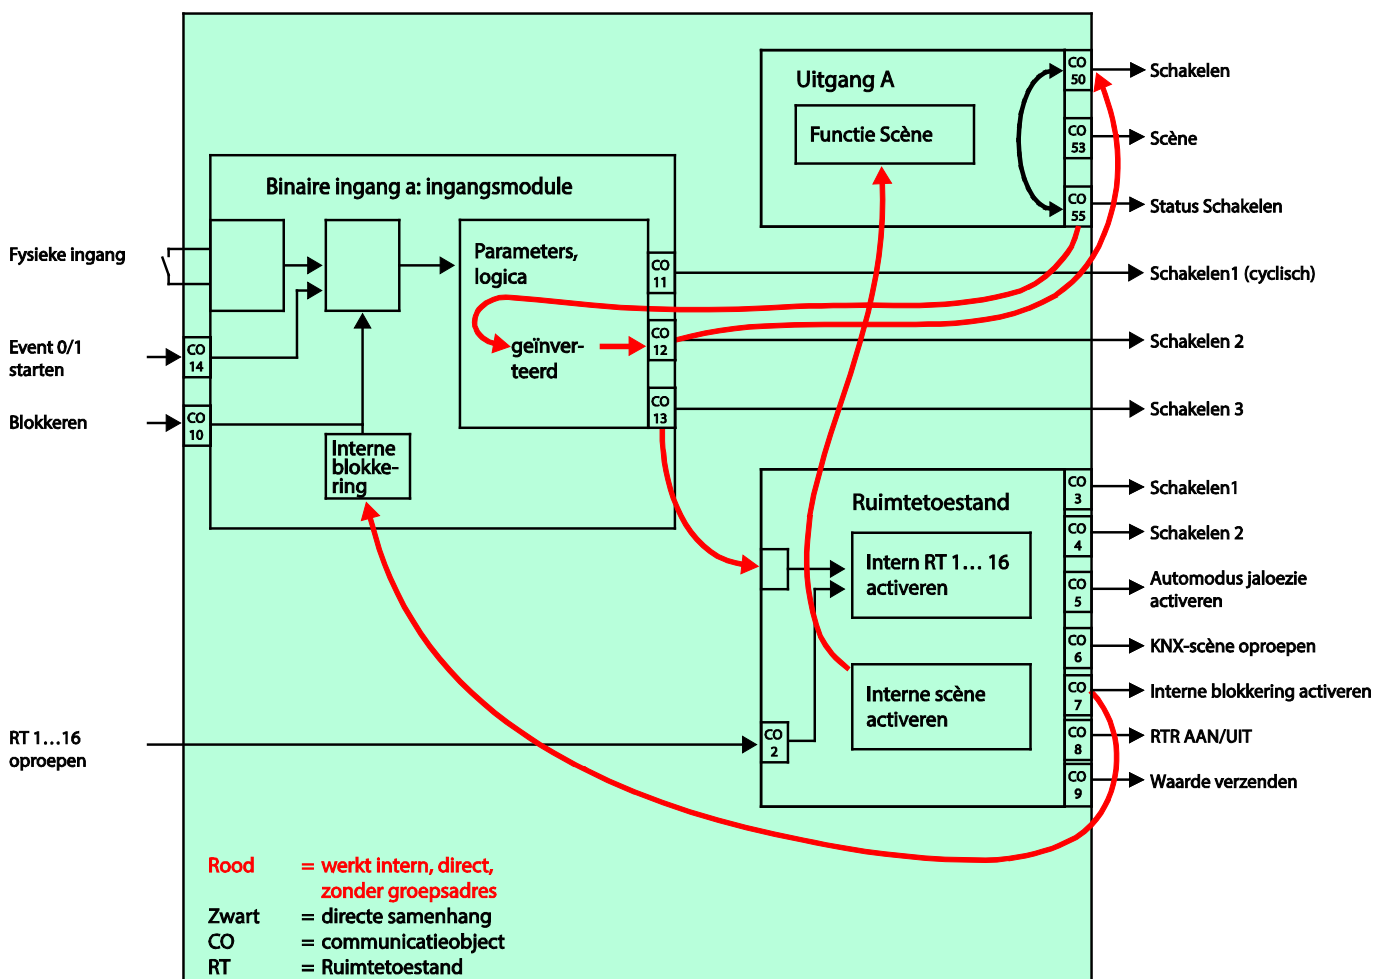 Uitgang A
Functie Scène
CO
50
Schakelen
CO
53
Scène
CO
55
Status Schakelen
Binaire ingang a: ingangsmodule
Fysieke ingang
Parameters,
logica
geïnver-
teerd
CO
11
Schakelen1 (cyclisch)
CO
12
Schakelen 2
CO
13
Schakelen 3
Event 0/1
starten
CO
14
Blokkeren
CO
10
Interne
blokke-
ring
Ruimtetoestand
Intern RT 1... 16
activeren
Interne scène
activeren
CO
3
Schakelen1
CO
4
Schakelen 2
CO
5
Automodus jaloezie
activeren
CO
6
KNX-scène oproepen
CO
7
Interne blokkering activeren
CO
8
RTR AAN/UIT
CO
9
Waarde verzenden
RT 1...16
oproepen
CO
2
Rood = werkt intern, direct,
zonder groepsadres
Zwart = directe samenhang
CO = communicatieobject
RT = Ruimtetoestand